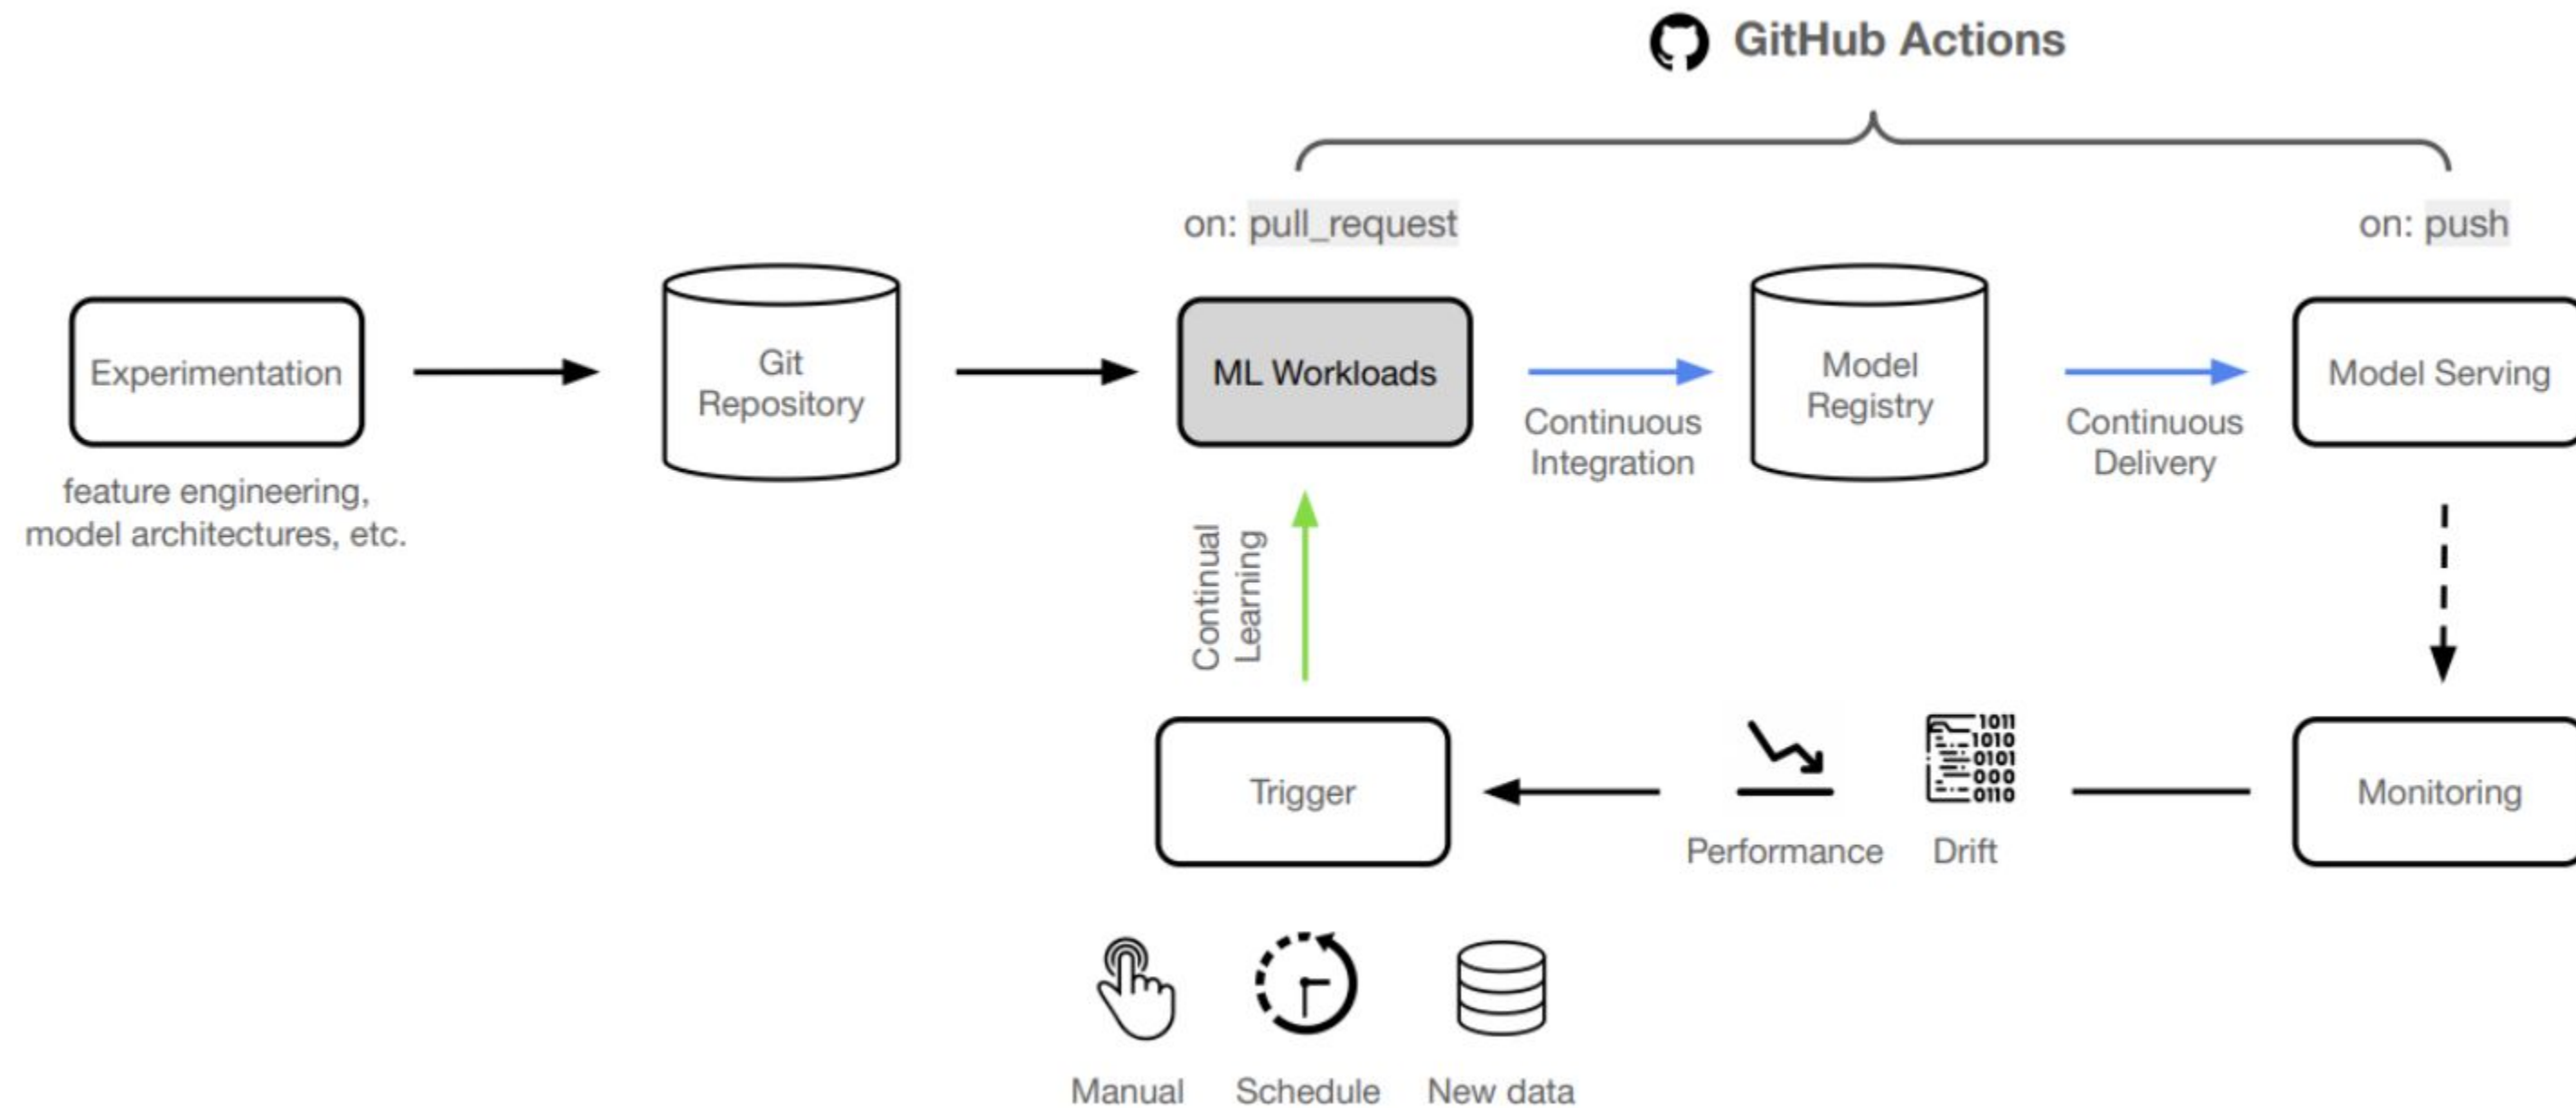 GitHub Actions
on: pull_request
on: push
Experimentation
feature engineering,
model architectures, etc.
Git
Repository
ML Workloads
Continuous
Integration
Model
Registry
Continuous
Delivery
Model Serving
Continual
Learning
Trigger
Performance
Drift
1011
1010
0101
000
0110
Monitoring
Manual
Schedule
New data